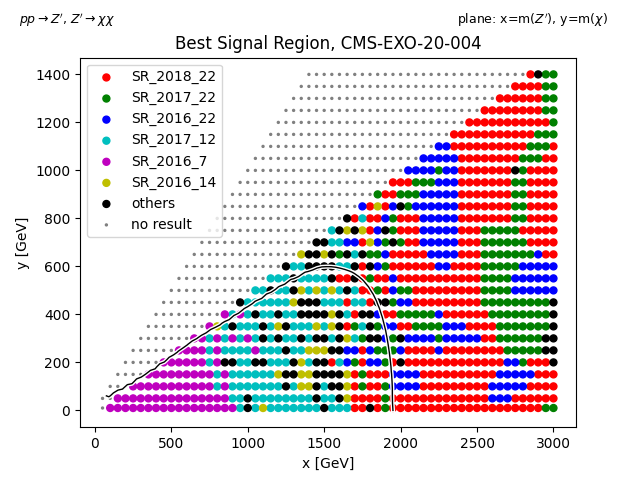 pp → Z′, Z′ → χχ
plane: x=m(Z′), y=m(χ)
Best Signal Region, CMS-EXO-20-004
SR_2018_22
SR_2017_22
SR_2016_22
SR_2017_12
SR_2016_7
SR_2016_14
others
no result
y [GeV]
1400
1200
1000
800
600
400
200
0
0 500 1000 1500 2000 2500 3000
x [GeV]